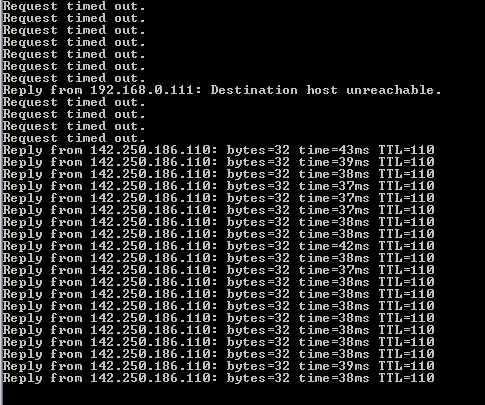 Request timed out.
Request timed out.
Request timed out.
Request timed out.
Request timed out.
Request timed out.
Request timed out.
Reply from 192.168.0.111: Destination host unreachable.
Request timed out.
Request timed out.
Request timed out.
Request timed out.
Reply from 142.250.186.110: bytes=32 time=43ms TTL=110
Reply from 142.250.186.110: bytes=32 time=39ms TTL=110
Reply from 142.250.186.110: bytes=32 time=38ms TTL=110
Reply from 142.250.186.110: bytes=32 time=37ms TTL=110
Reply from 142.250.186.110: bytes=32 time=37ms TTL=110
Reply from 142.250.186.110: bytes=32 time=37ms TTL=110
Reply from 142.250.186.110: bytes=32 time=38ms TTL=110
Reply from 142.250.186.110: bytes=32 time=38ms TTL=110
Reply from 142.250.186.110: bytes=32 time=42ms TTL=110
Reply from 142.250.186.110: bytes=32 time=38ms TTL=110
Reply from 142.250.186.110: bytes=32 time=37ms TTL=110
Reply from 142.250.186.110: bytes=32 time=38ms TTL=110
Reply from 142.250.186.110: bytes=32 time=38ms TTL=110
Reply from 142.250.186.110: bytes=32 time=38ms TTL=110
Reply from 142.250.186.110: bytes=32 time=38ms TTL=110
Reply from 142.250.186.110: bytes=32 time=38ms TTL=110
Reply from 142.250.186.110: bytes=32 time=38ms TTL=110
Reply from 142.250.186.110: bytes=32 time=38ms TTL=110
Reply from 142.250.186.110: bytes=32 time=39ms TTL=110
Reply from 142.250.186.110: bytes=32 time=38ms TTL=110